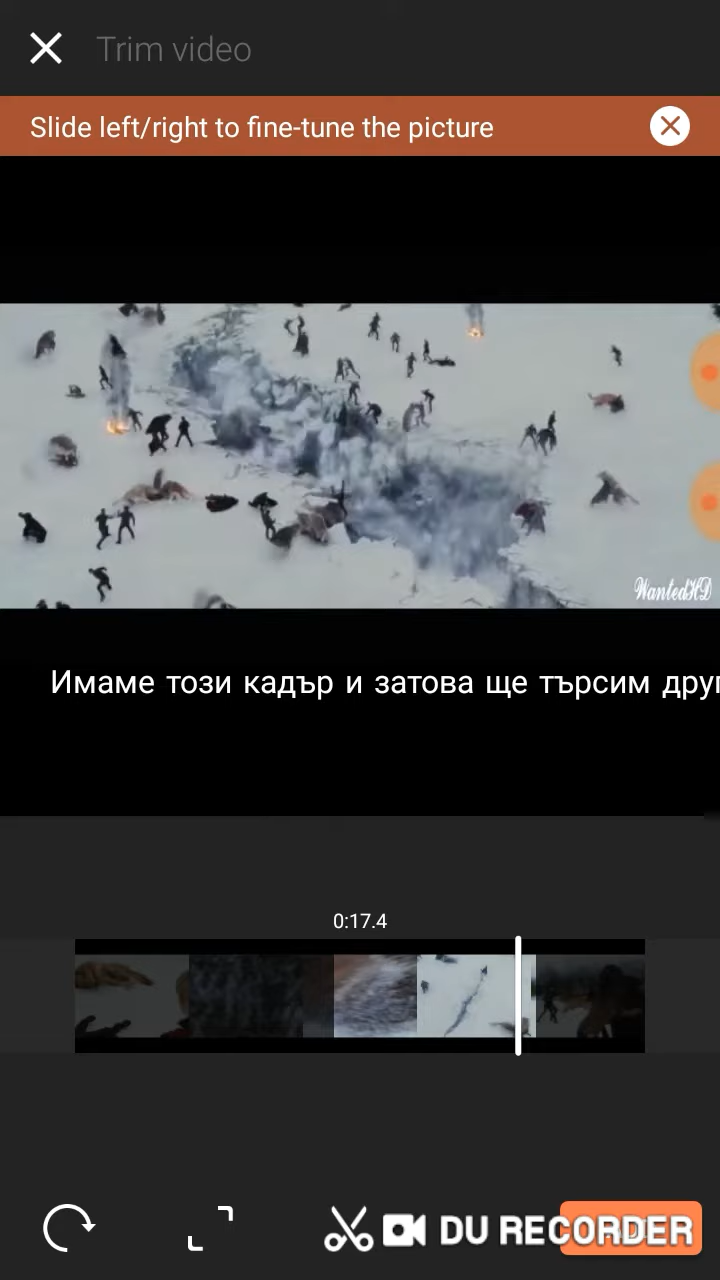 Trim video
Slide left/right to fine-tune the picture
WantedHD
Имаме този кадър и затова ще търсим друг
0:17.4
DU RECORDER